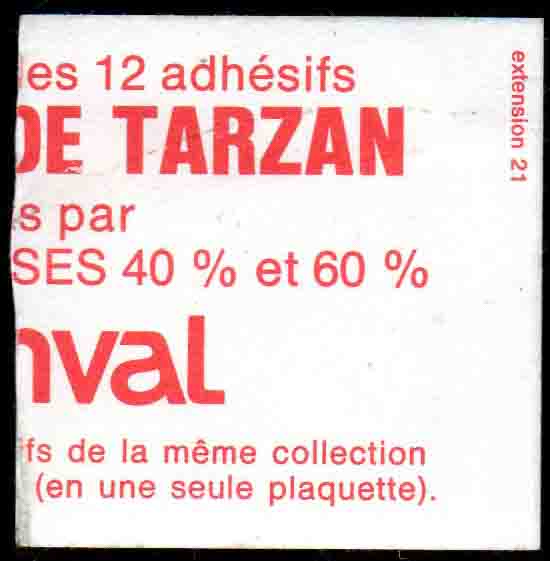 les 12 adhésifs
DE TARZAN
s par
SES 40 % et 60 %
nval
ifs de la même collection
(en une seule plaquette).
extension 21